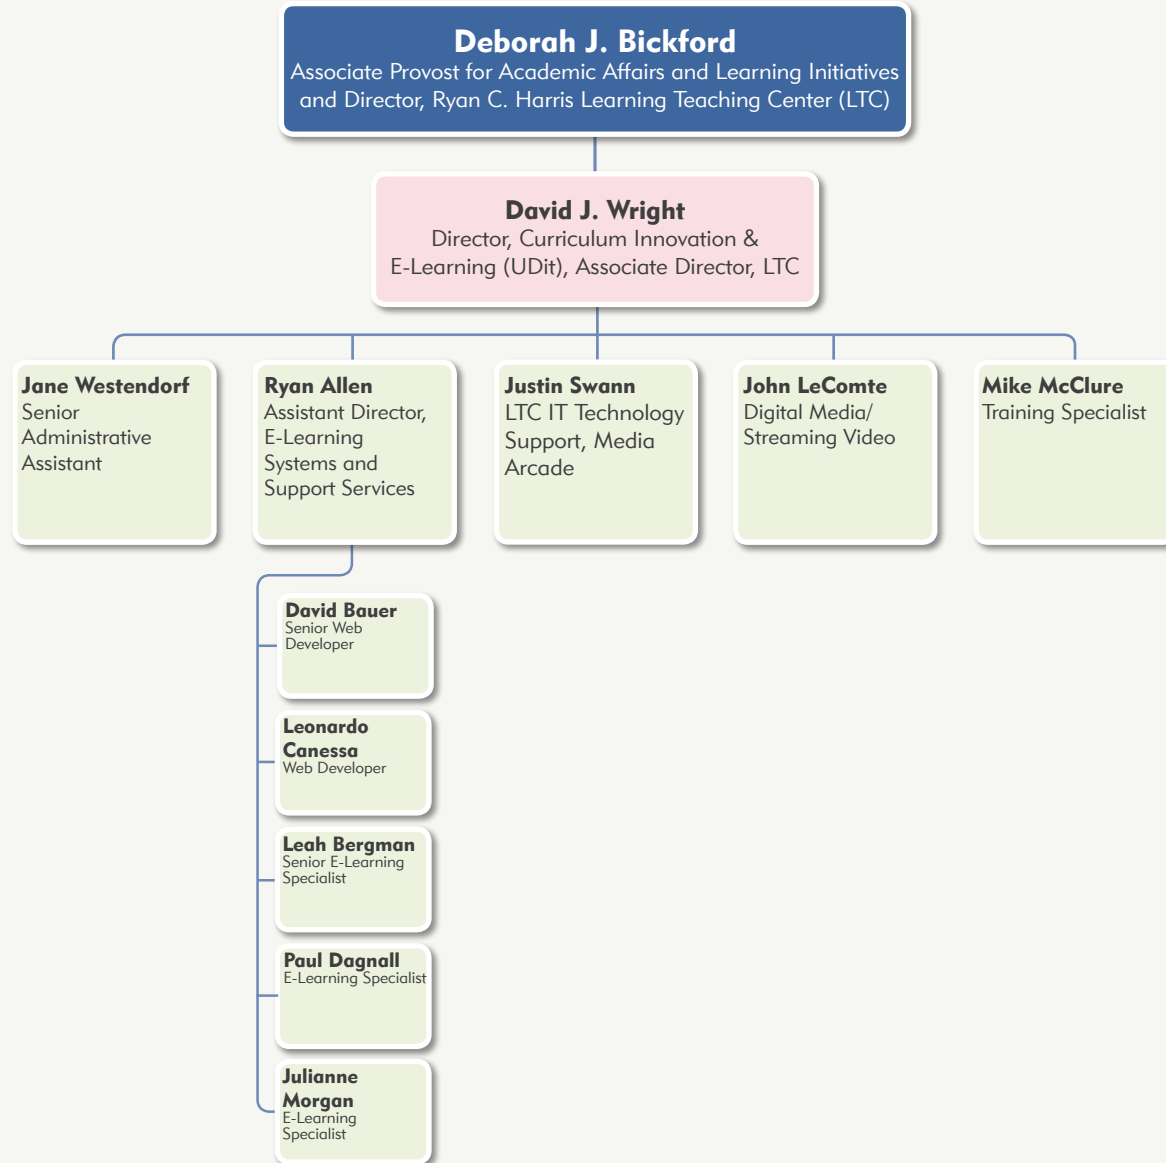 Deborah J. Bickford
Associate Provost for Academic Affairs and Learning Initiatives
and Director, Ryan C. Harris Learning Teaching Center (LTC)
David J. Wright
Director, Curriculum Innovation &
E-Learning (UDit), Associate Director, LTC
Jane Westendorf
Senior
Administrative
Assistant
Ryan Allen
Assistant Director,
E-Learning
Systems and
Support Services
Justin Swann
LTC IT Technology
Support, Media
Arcade
John LeComte
Digital Media/
Streaming Video
Mike McClure
Training Specialist
David Bauer
Senior Web
Developer
Leonardo
Canessa
Web Developer
Leah Bergman
Senior E-Learning
Specialist
Paul Dagnall
E-Learning Specialist
Julianne
Morgan
E-Learning
Specialist